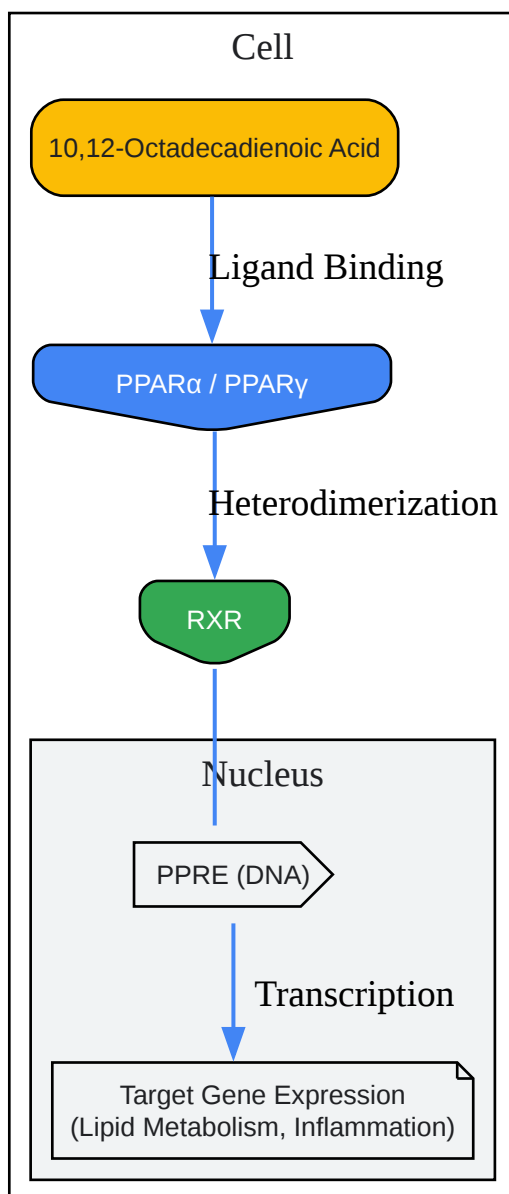 Cell
10,12-Octadecadienoic Acid
Ligand Binding
PPARα / PPARγ
Heterodimerization
RXR
Nucleus
PPRE (DNA)
Transcription
Target Gene Expression
(Lipid Metabolism, Inflammation)